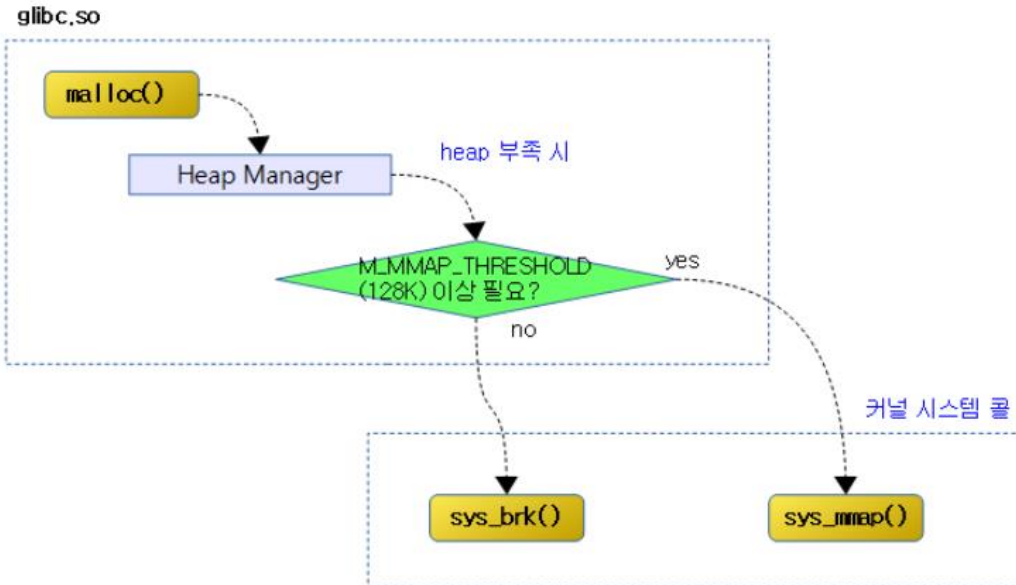 glibc.so
malloc()
heap 부족 시
Heap Manager
M_MMAP_THRESHOLD
(128K) 이상 필요?
yes
no
커널 시스템 콜
sys_brk()
sys_mmap()